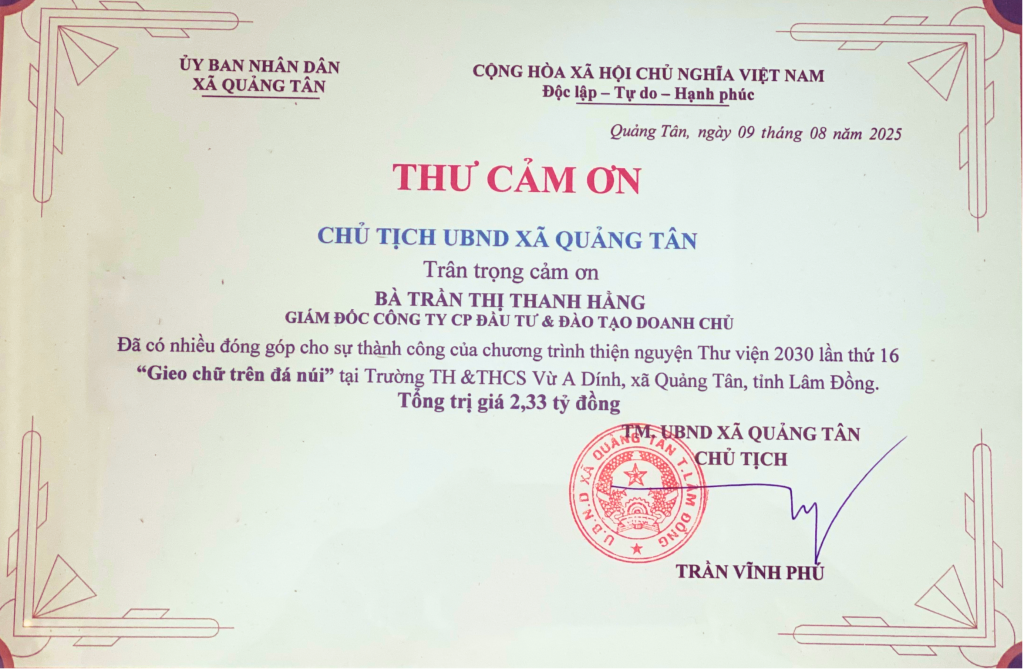 ỦY BAN NHÂN DÂN
XÃ QUẢNG TÂN
CỘNG HÒA XÃ HỘI CHỦ NGHĨA VIỆT NAM
Độc lập – Tự do – Hạnh phúc
Quảng Tân, ngày 09 tháng 08 năm 2025
THƯ CẢM ƠN
CHỦ TỊCH UBND XÃ QUẢNG TÂN
Trân trọng cảm ơn
BÀ TRẦN THỊ THANH HẰNG
GIÁM ĐỐC CÔNG TY CP ĐẦU TƯ & ĐÀO TẠO DOANH CHỦ
Đã có nhiều đóng góp cho sự thành công của chương trình thiện nguyện Thư viện 2030 lần thứ 16
“Gieo chữ trên đá núi” tại Trường TH &THCS Vừ A Dính, xã Quảng Tân, tỉnh Lâm Đồng.
Tổng trị giá 2,33 tỷ đồng
TM. UBND XÃ QUẢNG TÂN
CHỦ TỊCH
U.B.N.D XÃ QUẢNG TÂN T.LÂM ĐỒNG
TRẦN VĨNH PHÚ